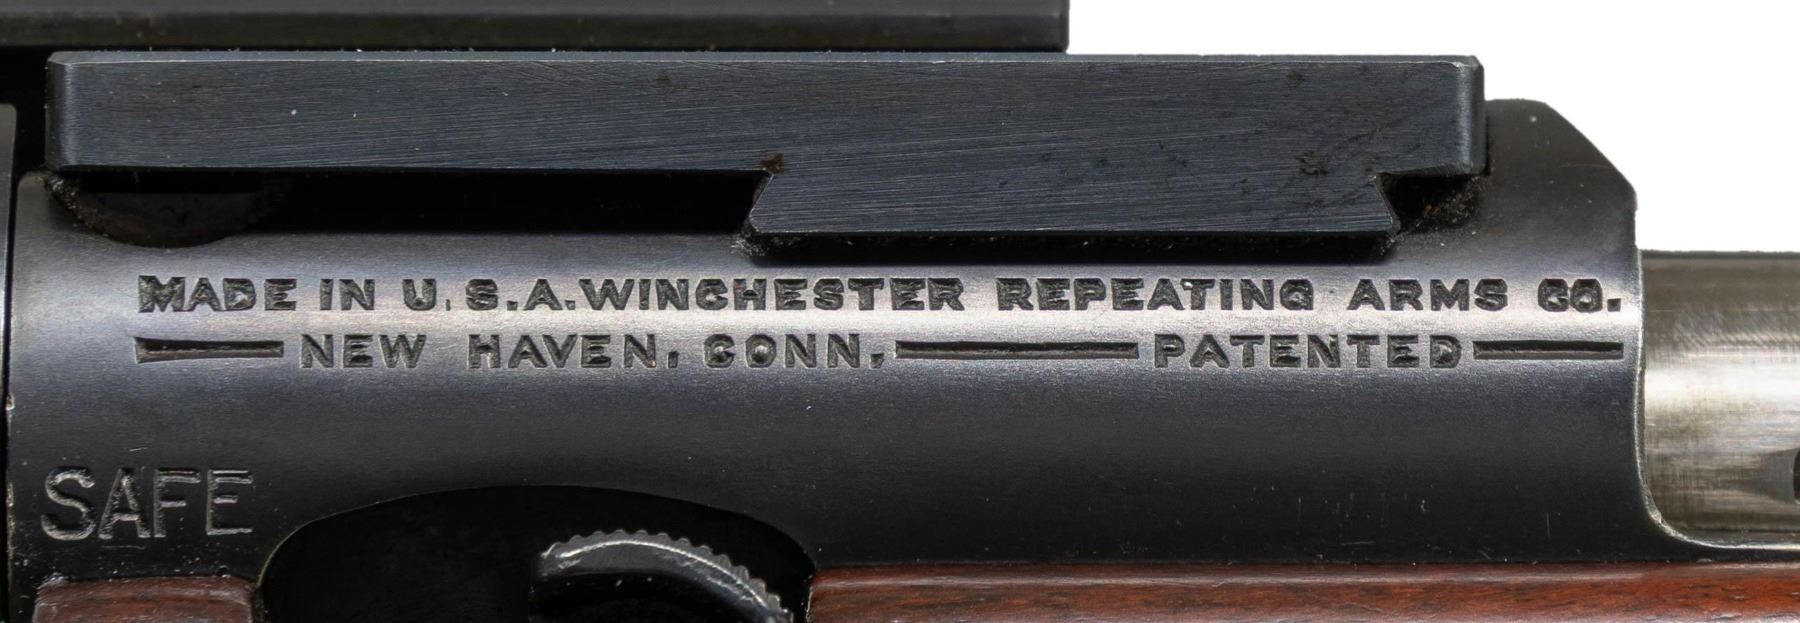 MADE IN U.S.A. WINCHESTER REPEATING ARMS CO.
— NEW HAVEN, CONN, — PATENTED —
SAFE